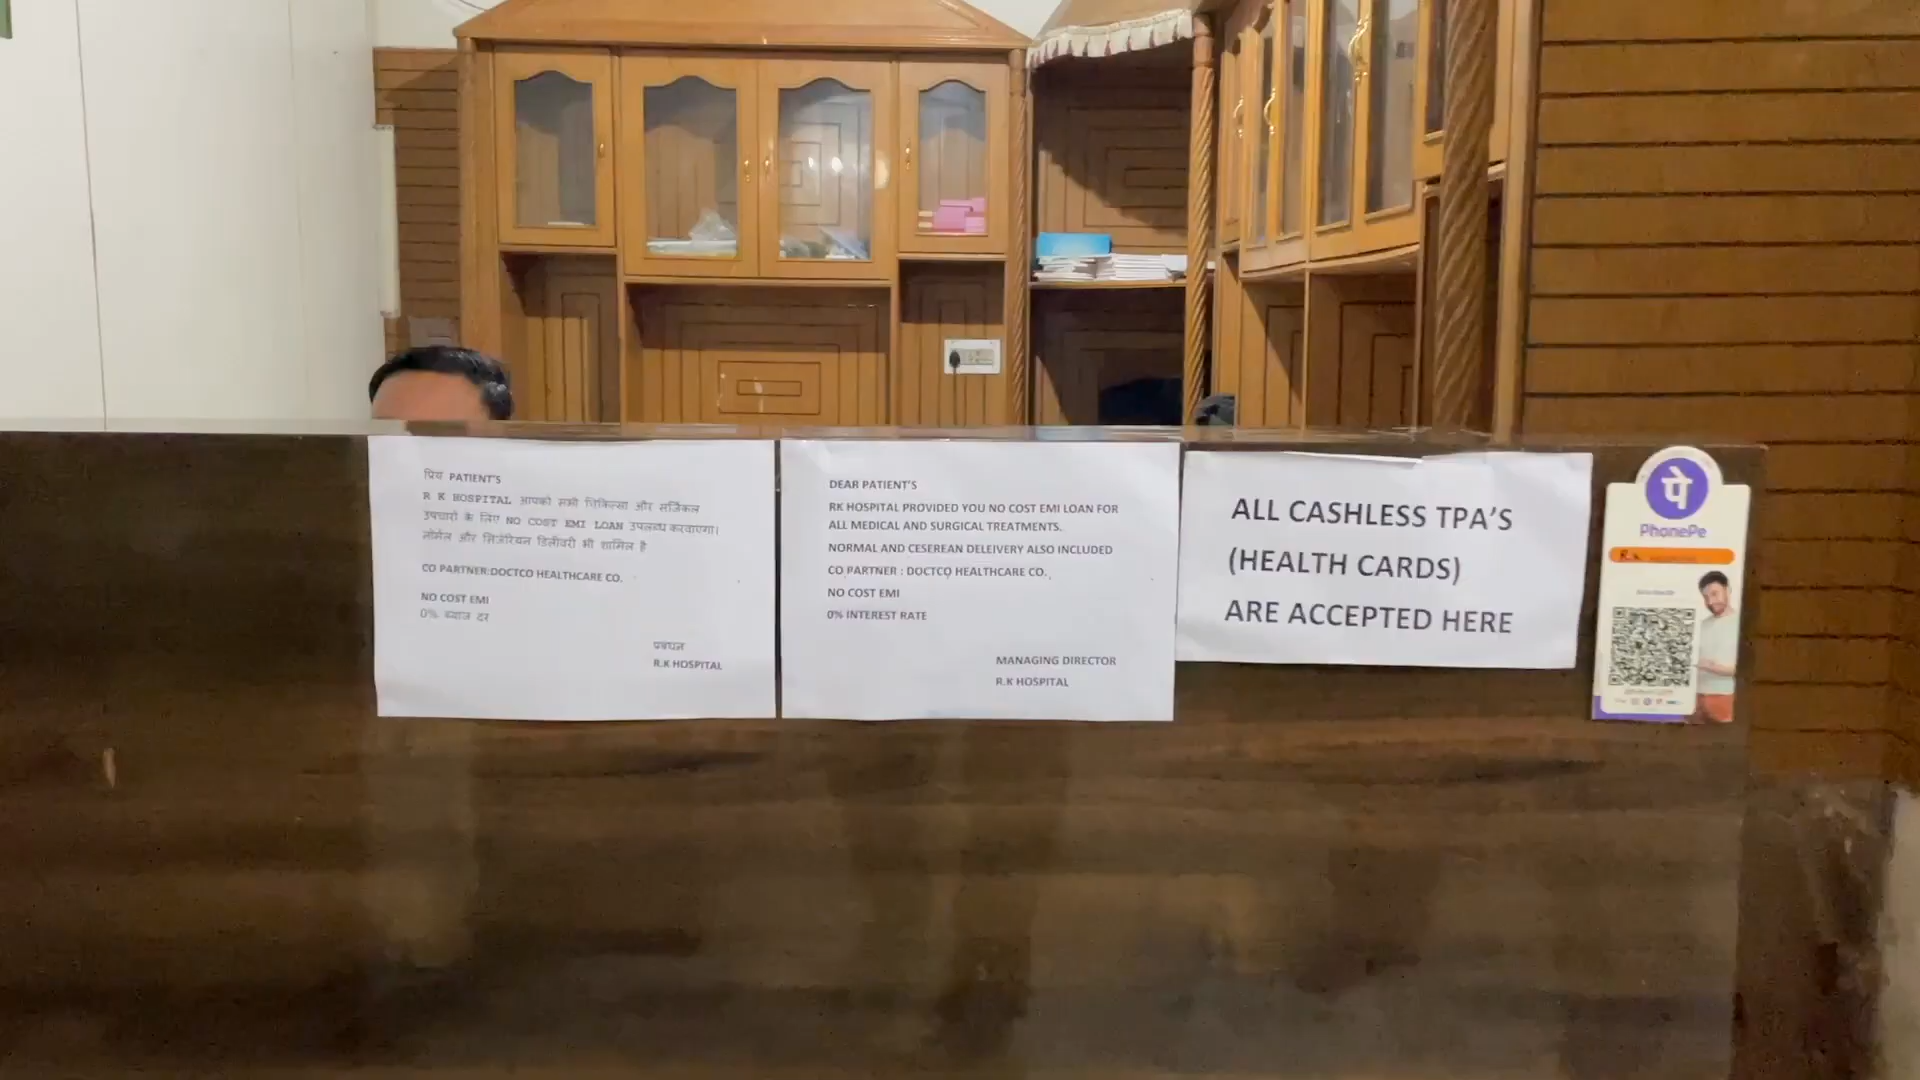 प्रिय PATIENT'S
R K HOSPITAL आपको सभी चिकित्सा और सर्जिकल
उपचारों के लिए NO COST EMI LOAN उपलब्ध करवाएगा।
नॉर्मल और सिजेरियन डिलीवरी भी शामिल है
CO PARTNER:DOCTCO HEALTHCARE CO.
NO COST EMI
0% ब्याज दर
प्रबंधन
R.K HOSPITAL
DEAR PATIENT'S
RK HOSPITAL PROVIDED YOU NO COST EMI LOAN FOR
ALL MEDICAL AND SURGICAL TREATMENTS.
NORMAL AND CESEREAN DELEIVERY ALSO INCLUDED
CO PARTNER : DOCTCO HEALTHCARE CO.
NO COST EMI
0% INTEREST RATE
MANAGING DIRECTOR
R.K HOSPITAL
ALL CASHLESS TPA'S
(HEALTH CARDS)
ARE ACCEPTED HERE
पे
PhonePe
R.K